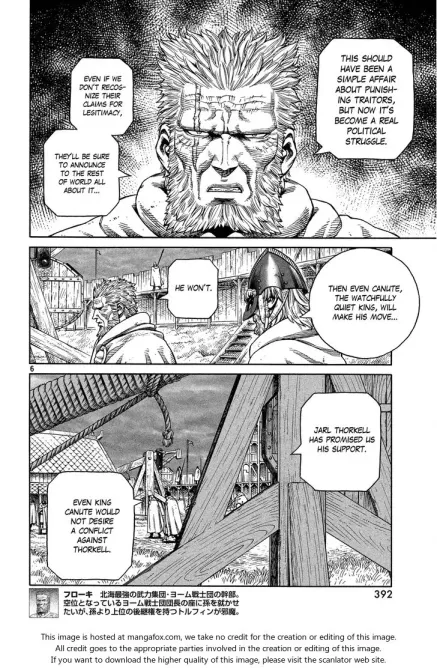 THIS SHOULD
HAVE BEEN A
SIMPLE AFFAIR
ABOUT PUNISH-
ING TRAITORS,
BUT NOW IT'S
BECOME A REAL
POLITICAL
STRUGGLE.
EVEN IF WE
DON'T RECOG-
NIZE THEIR
CLAIMS FOR
LEGITIMACY,
THEY'LL BE SURE
TO ANNOUNCE
TO THE REST
OF WORLD ALL
ABOUT IT...
THEN EVEN CANUTE,
THE WATCHFULLY
QUIET KING, WILL
MAKE HIS MOVE...
HE WON'T.
6
JARL THORKELL
HAS PROMISED US
HIS SUPPORT.
EVEN KING
CANUTE WOULD
NOT DESIRE
A CONFLICT
AGAINST
THORKELL.
392
フローキ 北海最強の武力集団・ヨーム戦士団の幹部。
空位となっているヨーム戦士団団長の座に孫を就かせ
たいが、孫より上位の後継権を持つトルフィンが邪魔。
This image is hosted at mangafox.com, we take no credit for the creation or editing of this image.
All credit goes to the appropriate parties involved in the creation or editing of this image.
If you want to download the higher quality of this image, please visit the scanlator web site.